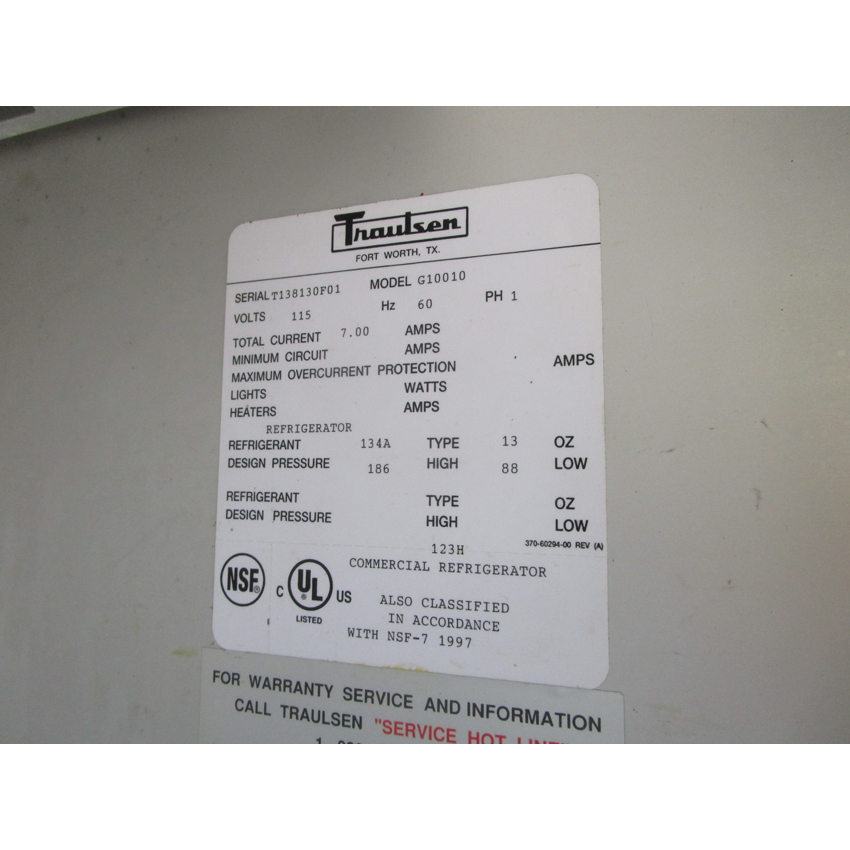 Traulsen
FORT WORTH, TX.
SERIAL T138130F01 MODEL G10010
VOLTS 115 Hz 60 PH 1
TOTAL CURRENT 7.00 AMPS
MINIMUM CIRCUIT AMPS
MAXIMUM OVERCURRENT PROTECTION AMPS
LIGHTS WATTS
HEATERS AMPS
REFRIGERATOR
REFRIGERANT 134A TYPE 13 OZ
DESIGN PRESSURE 186 HIGH 88 LOW
REFRIGERANT TYPE OZ
DESIGN PRESSURE HIGH LOW
370-60294-00 REV (A)
123H
COMMERCIAL REFRIGERATOR
NSF® C UL® US
LISTED
ALSO CLASSIFIED
IN ACCORDANCE
WITH NSF-7 1997
FOR WARRANTY SERVICE AND INFORMATION
CALL TRAULSEN "SERVICE HOT LINE"